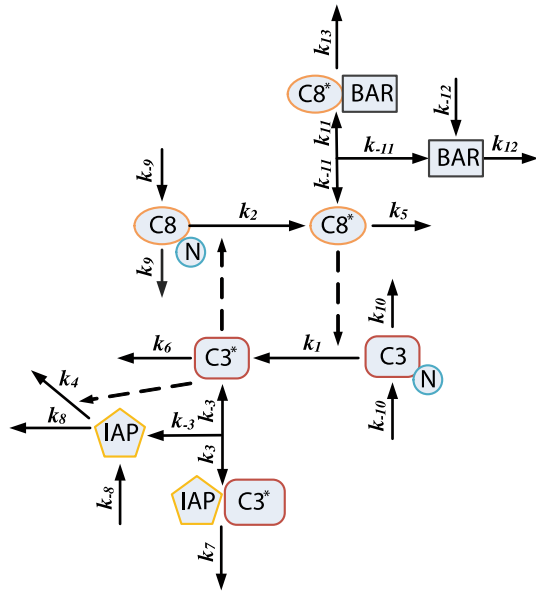 k13
C8* BAR
k11
k-12
k-11
k-11
BAR
k12
k-9
C8
N
k2
C8*
k5
k9
k10
k6
C3*
k1
C3
N
k4
k8
IAP
k-3
k-3
k3
k-10
k-8
IAP C3*
k7